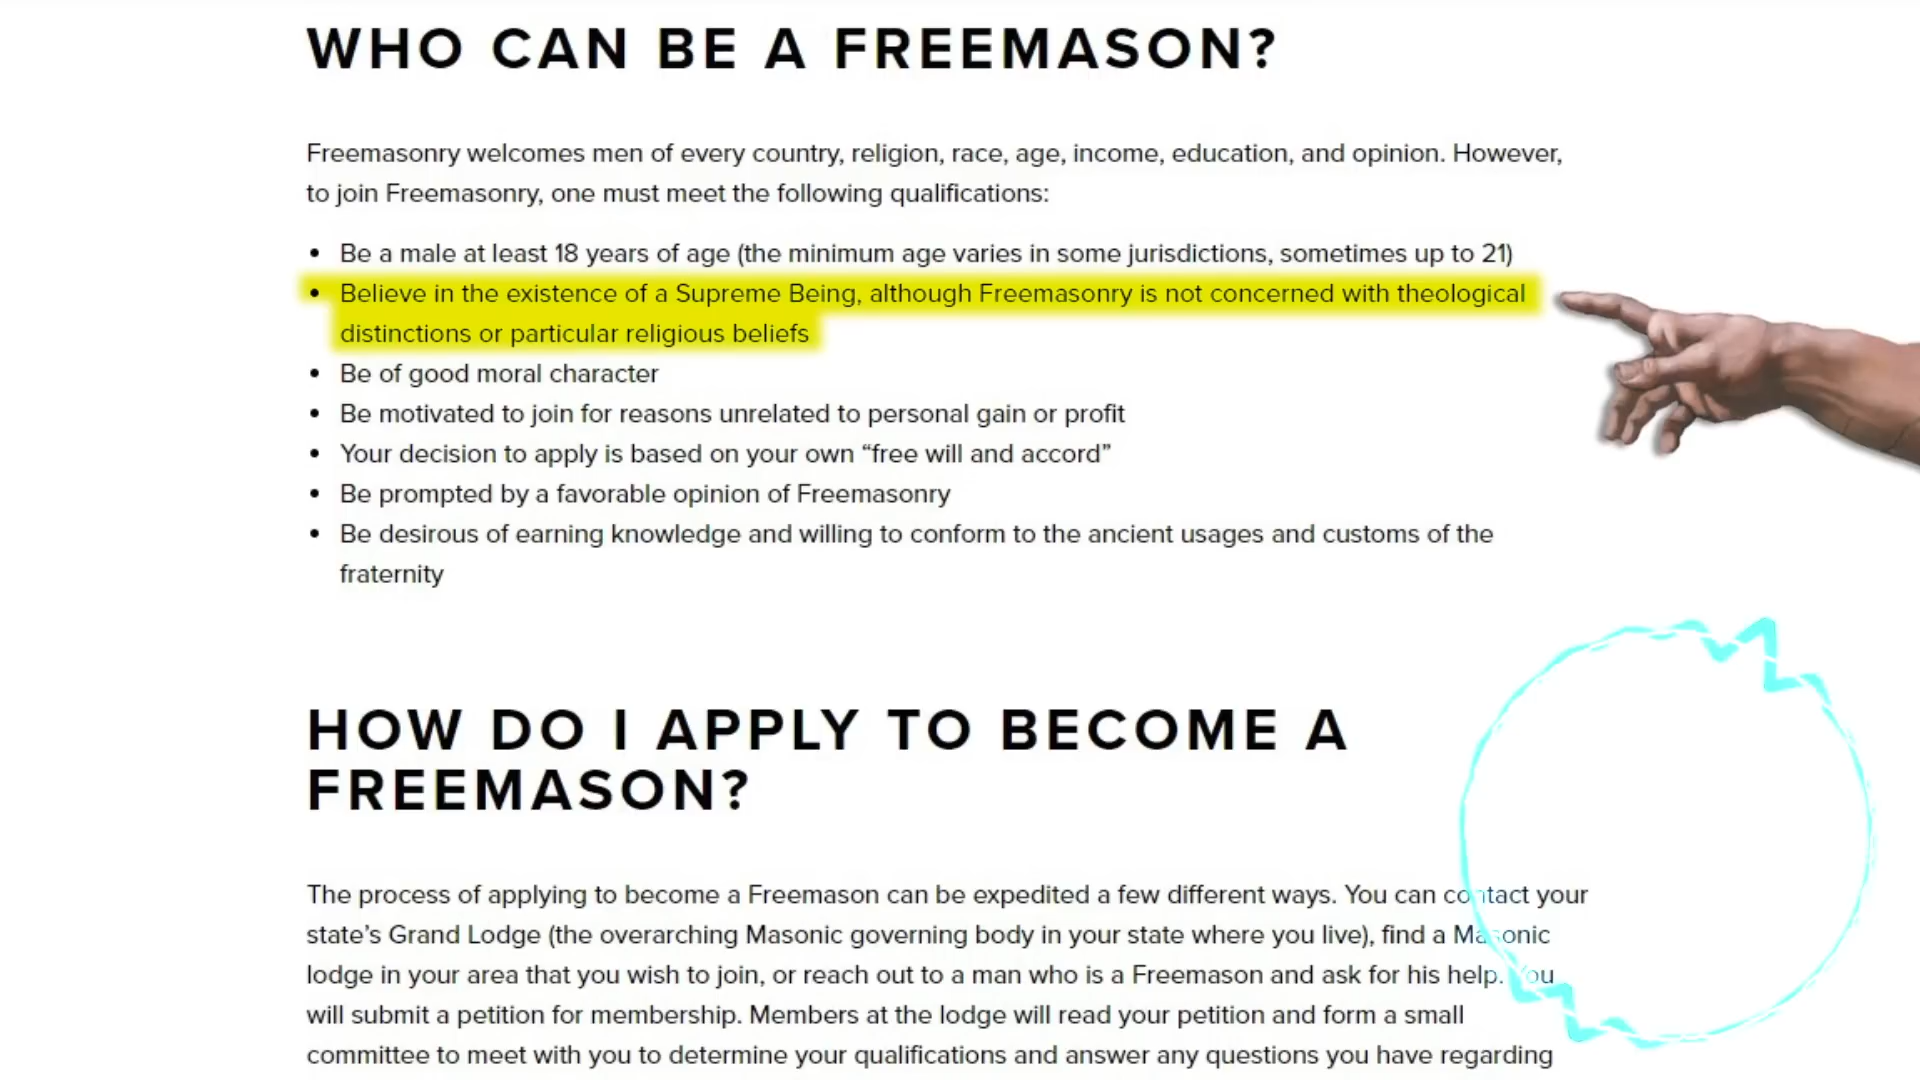 WHO CAN BE A FREEMASON?
Freemasonry welcomes men of every country, religion, race, age, income, education, and opinion. However,
to join Freemasonry, one must meet the following qualifications:
• Be a male at least 18 years of age (the minimum age varies in some jurisdictions, sometimes up to 21)
• Believe in the existence of a Supreme Being, although Freemasonry is not concerned with theological
distinctions or particular religious beliefs
• Be of good moral character
• Be motivated to join for reasons unrelated to personal gain or profit
• Your decision to apply is based on your own “free will and accord”
• Be prompted by a favorable opinion of Freemasonry
• Be desirous of earning knowledge and willing to conform to the ancient usages and customs of the
fraternity
HOW DO I APPLY TO BECOME A
FREEMASON?
The process of applying to become a Freemason can be expedited a few different ways. You can contact your
state’s Grand Lodge (the overarching Masonic governing body in your state where you live), find a Masonic
lodge in your area that you wish to join, or reach out to a man who is a Freemason and ask for his help. You
will submit a petition for membership. Members at the lodge will read your petition and form a small
committee to meet with you to determine your qualifications and answer any questions you have regarding